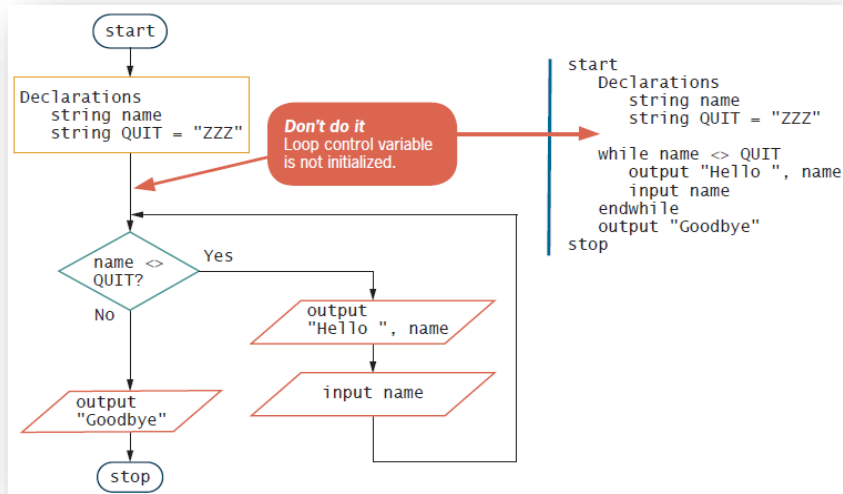 start
Declarations
string name
string QUIT = "ZZZ"
Don't do it
Loop control variable
is not initialized.
name <>
QUIT?
Yes
No
output
"Hello ", name
input name
output
"Goodbye"
stop
start
Declarations
string name
string QUIT = "ZZZ"
while name <> QUIT
output "Hello ", name
input name
endwhile
output "Goodbye"
stop